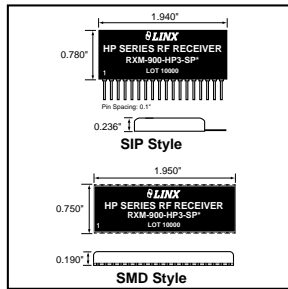 1.940"
LINX
HP SERIES RF RECEIVER
RXM-900-HP3-SP*
LOT 10000
0.780"
1
Pin Spacing: 0.1"
0.236"
SIP Style
1.950"
LINX
HP SERIES RF RECEIVER
RXM-900-HP3-SP*
LOT 10000
0.750"
1
0.190"
SMD Style